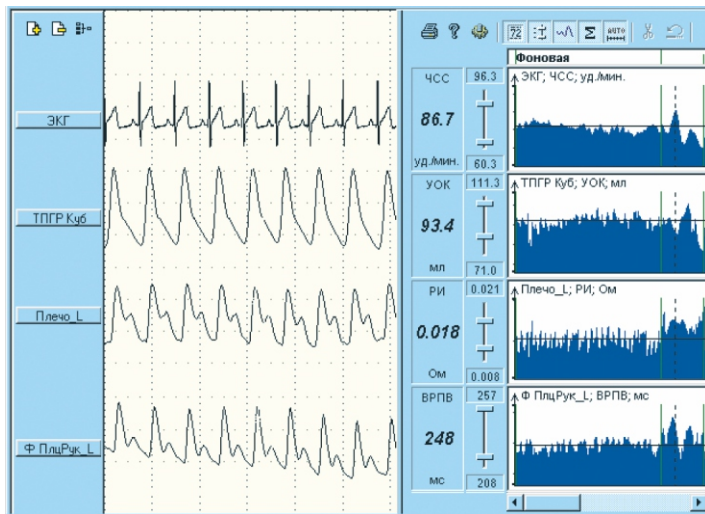 ЭКГ
ТПГР Куб
Плечо_L
Ф ПлцРук_L
AUTO
Σ
Фоновая
ЧСС
96.3
86.7
уд./мин.
60.3
ЭКГ; ЧСС; уд./мин.
УОК
111.3
93.4
мл
71.0
ТПГР Куб; УОК; мл
РИ
0.021
0.018
Ом
0.008
Плечо_L; РИ; Ом
ВРПВ
257
248
мс
208
Ф ПлцРук_L; ВРПВ; мс